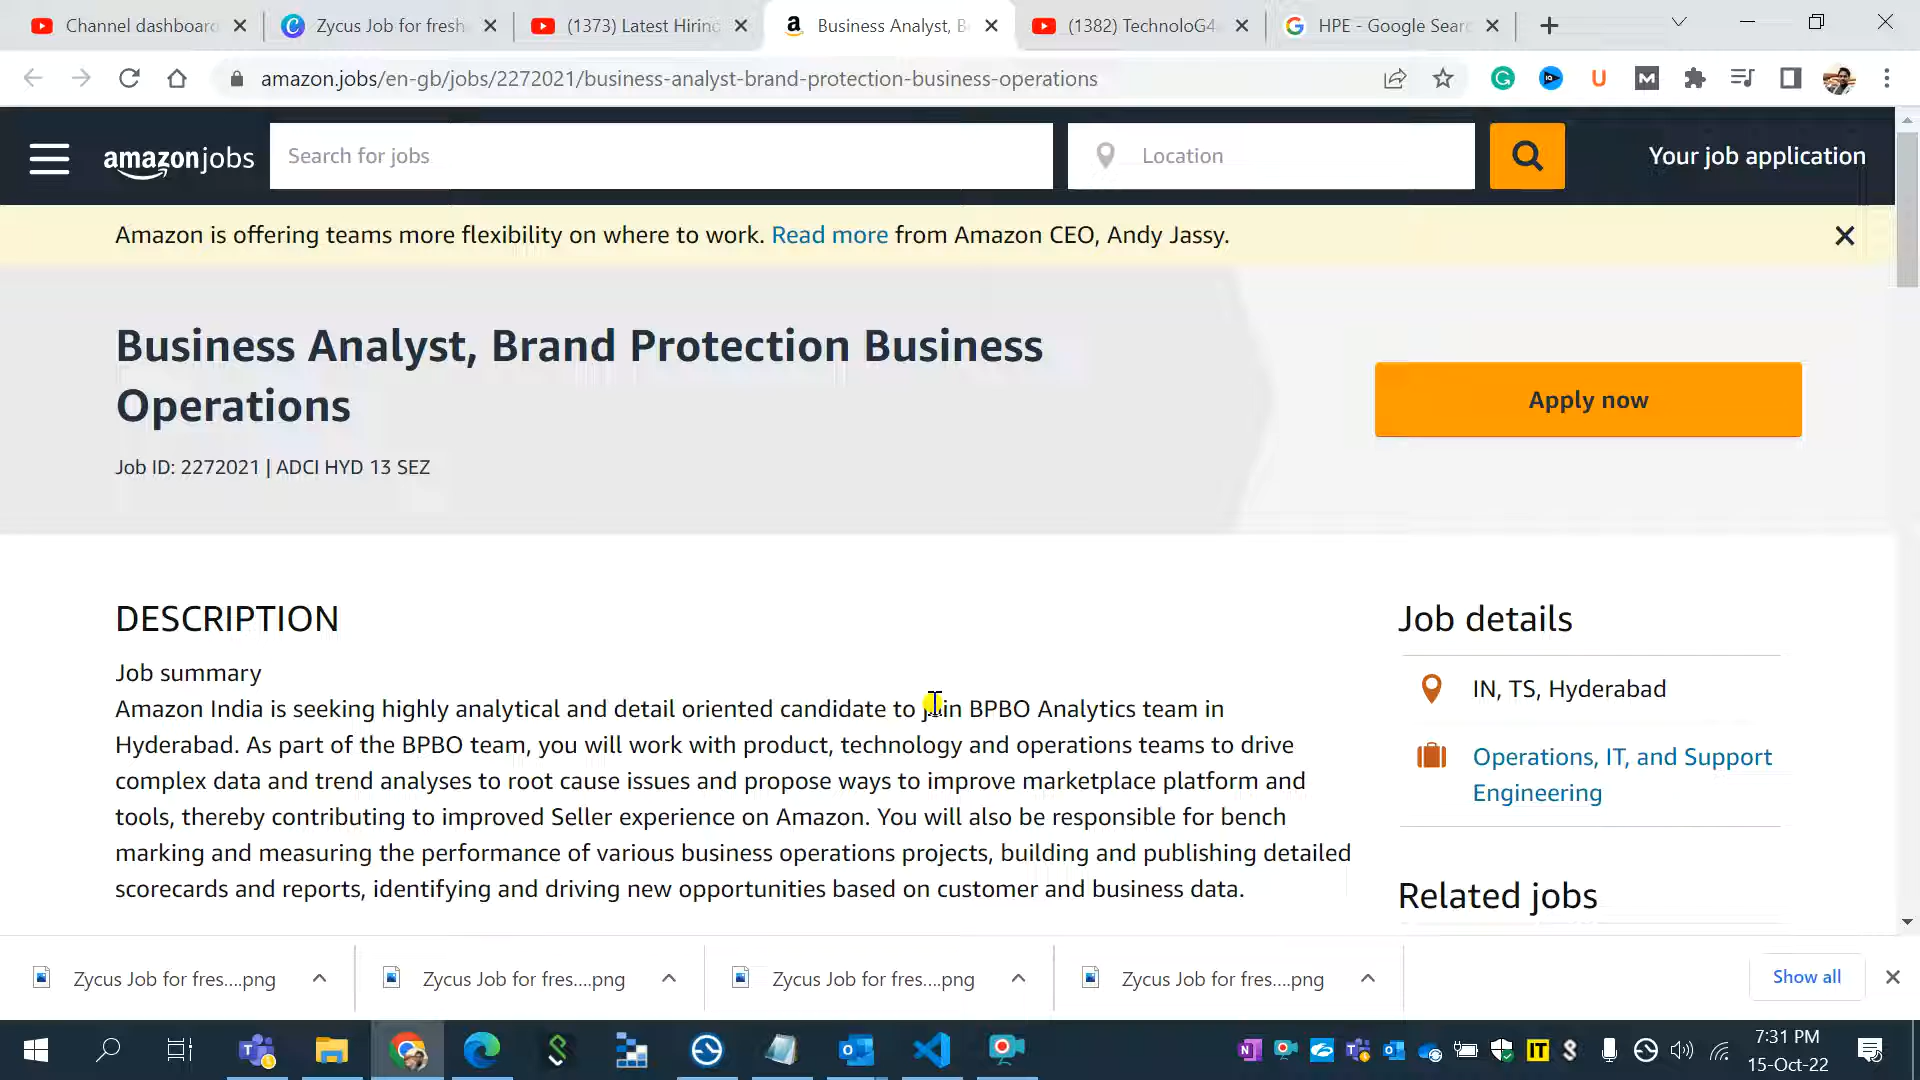 Channel dashboard
Zycus Job for fresh
(1373) Latest Hiring
Business Analyst, B
(1382) TechnoloG4
HPE - Google Searc
amazon.jobs/en-gb/jobs/2272021/business-analyst-brand-protection-business-operations
amazonjobs
Search for jobs
Location
Your job application
Amazon is offering teams more flexibility on where to work. Read more from Amazon CEO, Andy Jassy.
Business Analyst, Brand Protection Business
Operations
Apply now
Job ID: 2272021 | ADCI HYD 13 SEZ
DESCRIPTION
Job summary
Amazon India is seeking highly analytical and detail oriented candidate to join BPBO Analytics team in
Hyderabad. As part of the BPBO team, you will work with product, technology and operations teams to drive
complex data and trend analyses to root cause issues and propose ways to improve marketplace platform and
tools, thereby contributing to improved Seller experience on Amazon. You will also be responsible for bench
marking and measuring the performance of various business operations projects, building and publishing detailed
scorecards and reports, identifying and driving new opportunities based on customer and business data.
Job details
IN, TS, Hyderabad
Operations, IT, and Support
Engineering
Related jobs
Zycus Job for fres....png
Zycus Job for fres....png
Zycus Job for fres....png
Zycus Job for fres....png
Show all
7:31 PM
15-Oct-22